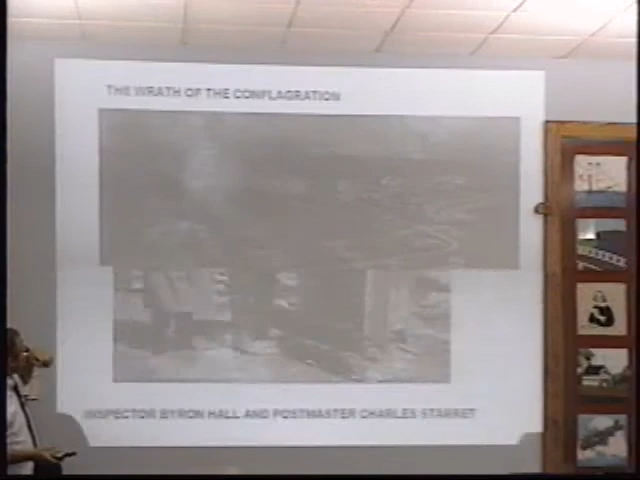 THE WRATH OF THE CONFLAGRATION
INSPECTOR BYRON HALL AND POSTMASTER CHARLES STARRET